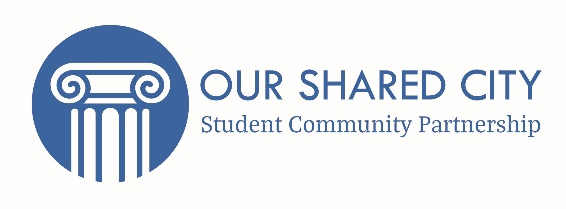 OUR SHARED CITY
Student Community Partnership